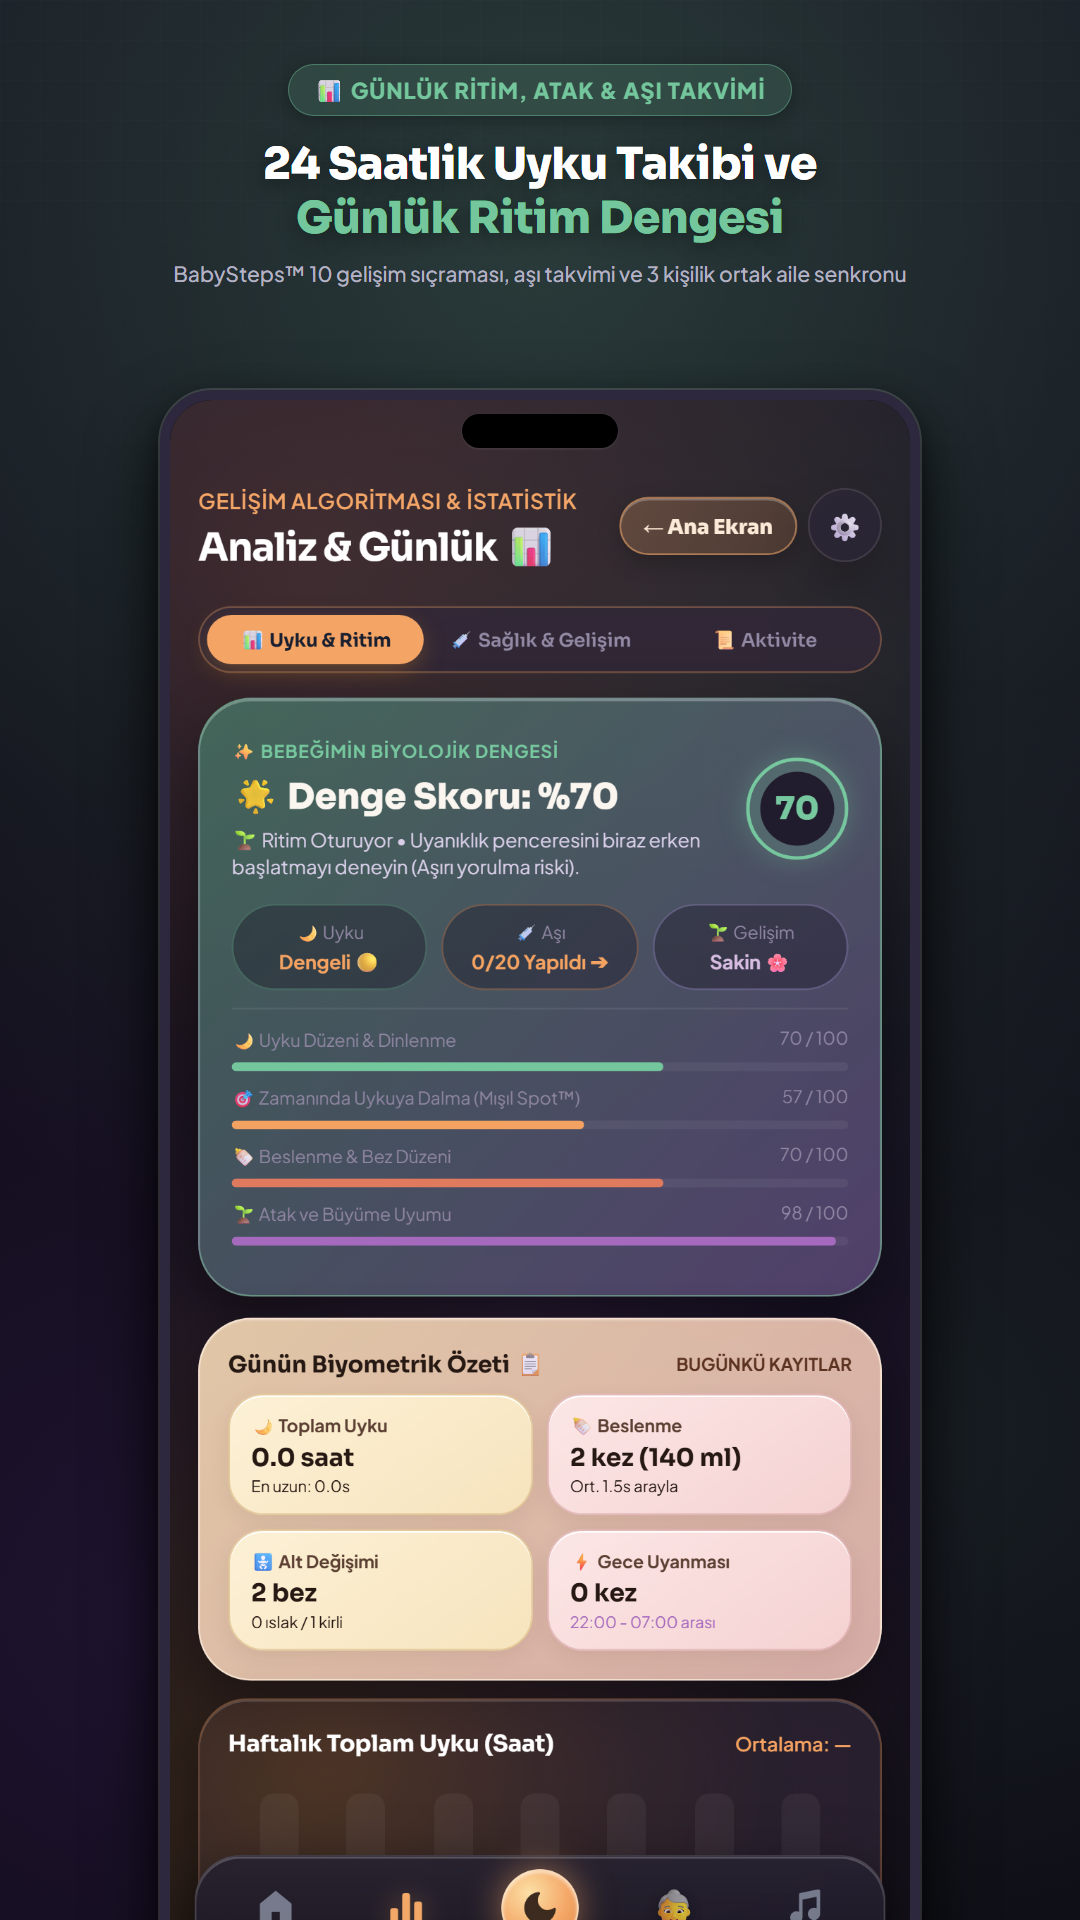 📊 GÜNLÜK RİTİM, ATAK & AŞI TAKVİMİ
24 Saatlik Uyku Takibi ve
Günlük Ritim Dengesi
BabySteps™ 10 gelişim sıçraması, aşı takvimi ve 3 kişilik ortak aile senkronu
GELİŞİM ALGORİTMASI & İSTATİSTİK
Analiz & Günlük 📊
← Ana Ekran
📊 Uyku & Ritim
💉 Sağlık & Gelişim
📜 Aktivite
✨ BEBEĞİMİN BİYOLOJİK DENGESİ
🌟 Denge Skoru: %70
70
🌱 Ritim Oturuyor • Uyanıklık penceresini biraz erken
başlatmayı deneyin (Aşırı yorulma riski).
🌙 Uyku
Dengeli 🟡
💉 Aşı
0/20 Yapıldı ➔
🌱 Gelişim
Sakin 🌸
🌙 Uyku Düzeni & Dinlenme 70 / 100
🎯 Zamanında Uykuya Dalma (Mışıl Spot™) 57 / 100
🍼 Beslenme & Bez Düzeni 70 / 100
🌱 Atak ve Büyüme Uyumu 98 / 100
Günün Biyometrik Özeti 📋
BUGÜNKÜ KAYITLAR
🌙 Toplam Uyku
0.0 saat
En uzun: 0.0s
🍼 Beslenme
2 kez (140 ml)
Ort. 1.5s arayla
🚼 Alt Değişimi
2 bez
0 ıslak / 1 kirli
⚡ Gece Uyanması
0 kez
22:00 - 07:00 arası
Haftalık Toplam Uyku (Saat)
Ortalama: —